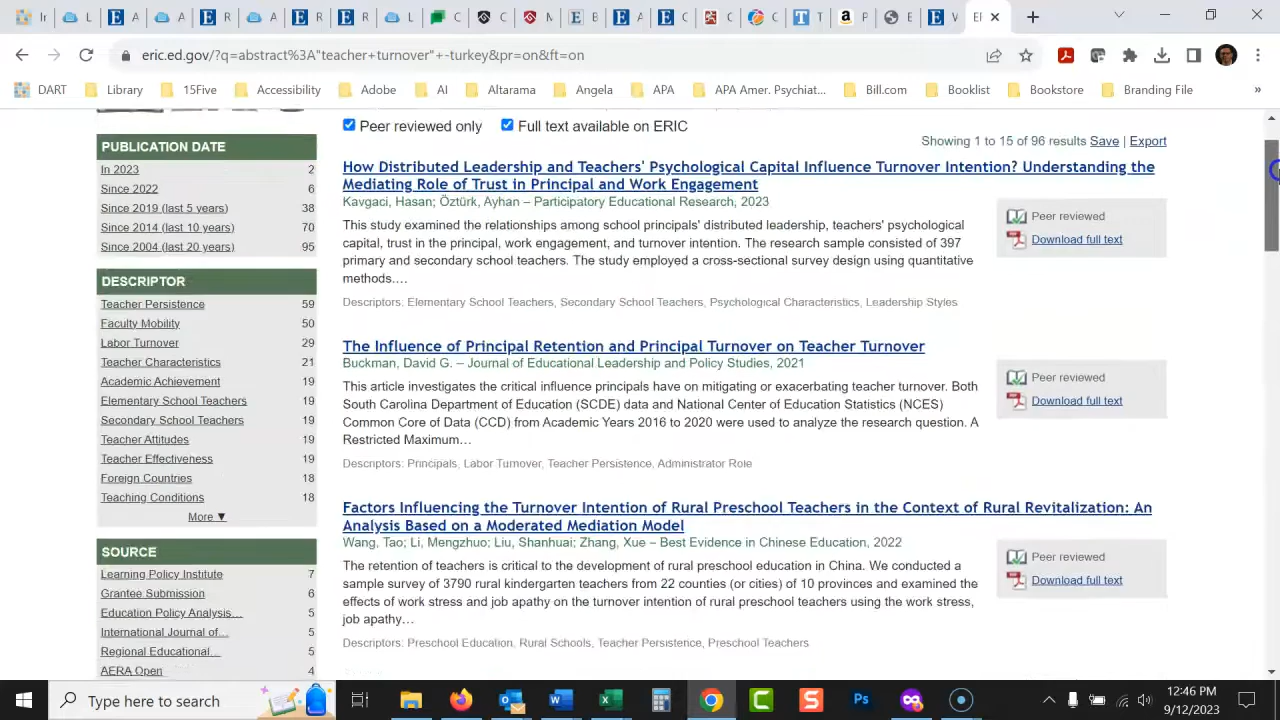 eric.ed.gov/?q=abstract%3A"teacher+turnover"+-turkey&pr=on&ft=on
DART
Library
15Five
Accessibility
Adobe
AI
Altarama
Angela
APA
APA Amer. Psychiat...
Bill.com
Booklist
Bookstore
Branding File
»
Peer reviewed only
Full text available on ERIC
Showing 1 to 15 of 96 results Save | Export
PUBLICATION DATE
In 2023 2
Since 2022 6
Since 2019 (last 5 years) 38
Since 2014 (last 10 years) 70
Since 2004 (last 20 years) 95
DESCRIPTOR
Teacher Persistence 59
Faculty Mobility 50
Labor Turnover 29
Teacher Characteristics 21
Academic Achievement 19
Elementary School Teachers 19
Secondary School Teachers 19
Teacher Attitudes 19
Teacher Effectiveness 19
Foreign Countries 18
Teaching Conditions 18
More ▼
SOURCE
Learning Policy Institute 7
Grantee Submission 6
Education Policy Analysis... 5
International Journal of... 5
Regional Educational... 5
AERA Open 4
How Distributed Leadership and Teachers' Psychological Capital Influence Turnover Intention? Understanding the
Mediating Role of Trust in Principal and Work Engagement
Kavgaci, Hasan; Öztürk, Ayhan – Participatory Educational Research, 2023
This study examined the relationships among school principals' distributed leadership, teachers' psychological
capital, trust in the principal, work engagement, and turnover intention. The research sample consisted of 397
primary and secondary school teachers. The study employed a cross-sectional survey design using quantitative
methods....
Descriptors: Elementary School Teachers, Secondary School Teachers, Psychological Characteristics, Leadership Styles
Peer reviewed
Download full text
The Influence of Principal Retention and Principal Turnover on Teacher Turnover
Buckman, David G. – Journal of Educational Leadership and Policy Studies, 2021
This article investigates the critical influence principals have on mitigating or exacerbating teacher turnover. Both
South Carolina Department of Education (SCDE) data and National Center of Education Statistics (NCES)
Common Core of Data (CCD) from Academic Years 2016 to 2020 were used to analyze the research question. A
Restricted Maximum...
Descriptors: Principals, Labor Turnover, Teacher Persistence, Administrator Role
Peer reviewed
Download full text
Factors Influencing the Turnover Intention of Rural Preschool Teachers in the Context of Rural Revitalization: An
Analysis Based on a Moderated Mediation Model
Wang, Tao; Li, Mengzhuo; Liu, Shanhuai; Zhang, Xue – Best Evidence in Chinese Education, 2022
The retention of teachers is critical to the development of rural preschool education in China. We conducted a
sample survey of 3790 rural kindergarten teachers from 22 counties (or cities) of 10 provinces and examined the
effects of work stress and job apathy on the turnover intention of rural preschool teachers using the work stress,
job apathy...
Descriptors: Preschool Education, Rural Schools, Teacher Persistence, Preschool Teachers
Peer reviewed
Download full text
Type here to search
12:46 PM
9/12/2023